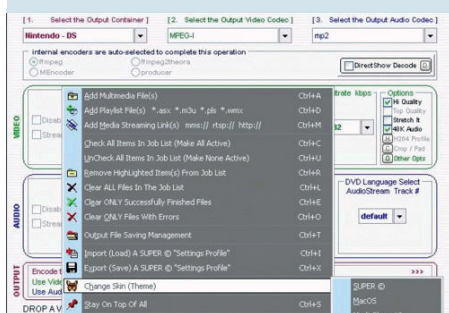 [1. Select the Output Container ] [2. Select the Output Video Codec ] [3. Select the Output Audio Codec ]
Nintendo - DS MPEG-I mp2
internal encoders are auto-selected to complete this operation
ffmpeg ffmpeg2theora
MEncoder producer
DirectShow Decode
VIDEO
Disab
Strea
itrate kbps
32
Options
Hi Quality
Top Quality
Stretch It
48K Audio
H264 Profile
Crop / Pad
Other Opts
Add Multimedia File(s) Ctrl+A
Add Playlist File(s) *.asx *.m3u *.pls *.wmx Ctrl+D
Add Media Streaming Link(s) mms:// rtsp:// http:// Ctrl+M
Check All Items In Job List (Make All Active) Ctrl+C
UnCheck All Items In Job List (Make None Active) Ctrl+U
Remove HighLighted Item(s) From Job List Ctrl+R
Clear ALL Files In The Job List Ctrl+L
Clear ONLY Successfully Finished Files Ctrl+E
Clear ONLY Files With Errors Ctrl+O
Output File Saving Management Ctrl+T
Import (Load) A SUPER © "Settings Profile" Ctrl+I
Export (Save) A SUPER © "Settings Profile" Ctrl+X
Change Skin (Theme)
Stay On Top Of All Ctrl+S
AUDIO
Disab
Strea
DVD Language Select
AudioStream Track #
default
OUTPUT
Encode t
Use Vide
Use Aud
>>>
DROP A V
SUPER ©
MacOS